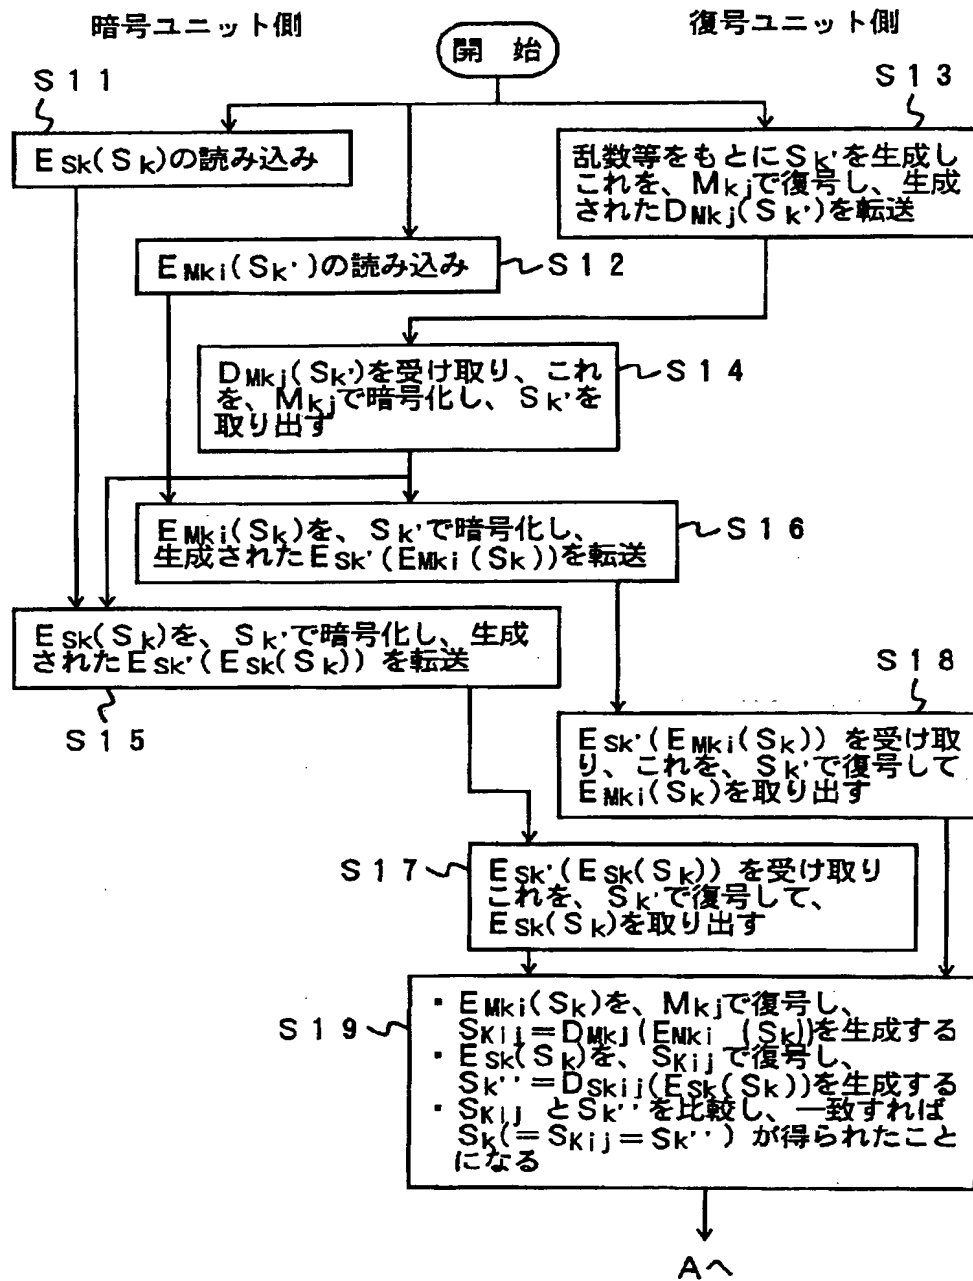 暗号ユニット側
復号ユニット側
開 始
S11
S13
ESk(Sk)の読み込み
乱数等をもとにSk'を生成し
これを、Mkjで復号し、生成
されたDMkj(Sk')を転送
EMki(Sk')の読み込み
S12
DMkj(Sk')を受け取り、これ
を、Mkjで暗号化し、Sk'を
取り出す
S14
EMki(Sk)を、Sk'で暗号化し、
生成されたESk'(EMki(Sk))を転送
S16
ESk(Sk)を、Sk'で暗号化し、生成
されたESk'(ESk(Sk))を転送
S15
S18
ESk'(EMki(Sk))を受け取
り、これを、Sk'で復号して
EMki(Sk)を取り出す
S17
ESk'(ESk(Sk))を受け取り
これを、Sk'で復号して、
ESk(Sk)を取り出す
S19
・EMki(Sk)を、Mkjで復号し、
SKij=DMkj(EMki (Sk))を生成する
・ESk(Sk)を、SKijで復号し、
Sk''=DSkij(ESk(Sk))を生成する
・SKijとSk''を比較し、一致すれば
Sk(=SKij=Sk'')が得られたこと
になる
Aへ